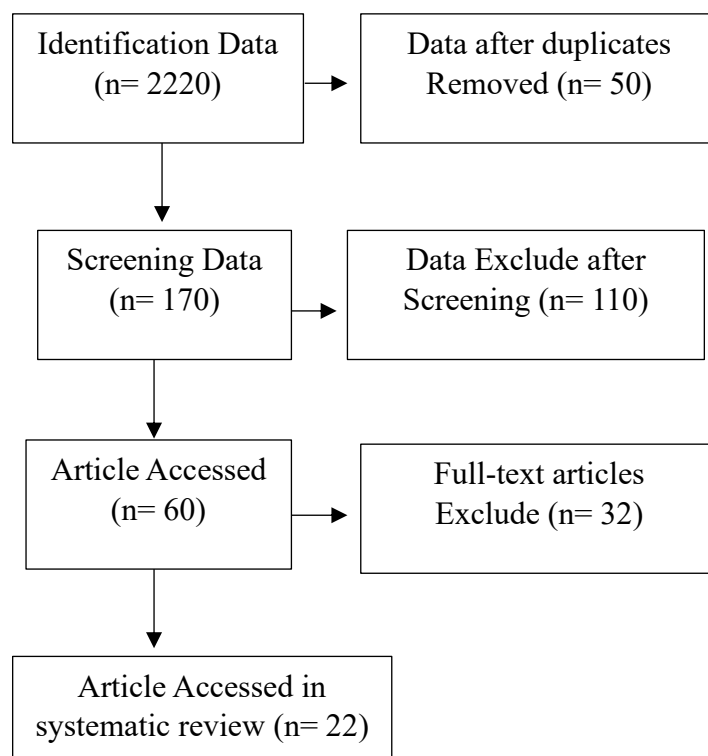 Identification Data
(n= 2220)
Data after duplicates
Removed (n= 50)
Screening Data
(n= 170)
Data Exclude after
Screening (n= 110)
Article Accessed
(n= 60)
Full-text articles
Exclude (n= 32)
Article Accessed in
systematic review (n= 22)